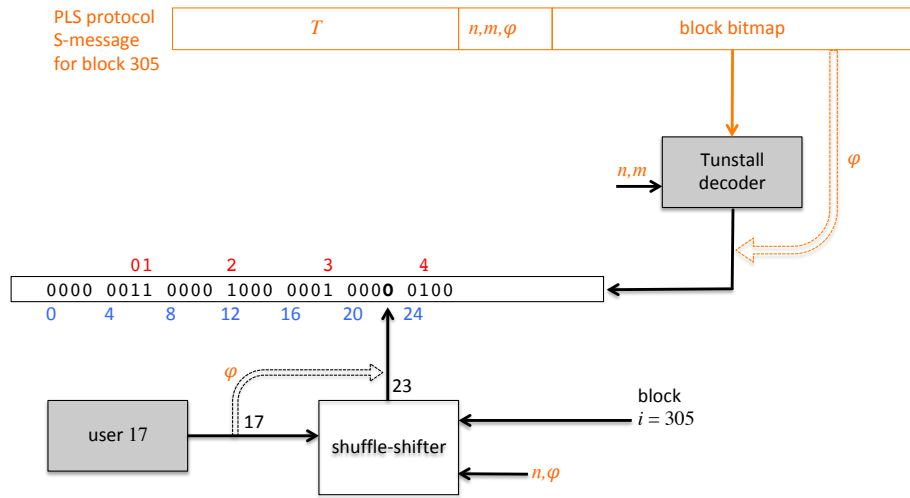 PLS protocol
S-message
for block 305
T
n,m,φ
block bitmap
Tunstall
decoder
n,m
φ
01 2 3 4
0000 0011 0000 1000 0001 0000 0100
0 4 8 12 16 20 24
φ
23
17
user 17
shuffle-shifter
block
i = 305
n,φ